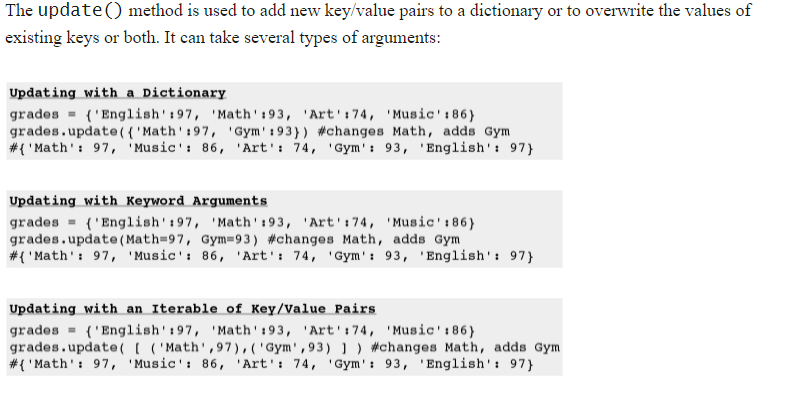 The update() method is used to add new key/value pairs to a dictionary or to overwrite the values of
existing keys or both. It can take several types of arguments:
Updating with a Dictionary
grades = {'English':97, 'Math':93, 'Art':74, 'Music':86}
grades.update({'Math':97, 'Gym':93}) #changes Math, adds Gym
#{'Math': 97, 'Music': 86, 'Art': 74, 'Gym': 93, 'English': 97}
Updating with Keyword Arguments
grades = {'English':97, 'Math':93, 'Art':74, 'Music':86}
grades.update(Math=97, Gym=93) #changes Math, adds Gym
#{'Math': 97, 'Music': 86, 'Art': 74, 'Gym': 93, 'English': 97}
Updating with an Iterable of Key/Value Pairs
grades = {'English':97, 'Math':93, 'Art':74, 'Music':86}
grades.update( [ ('Math',97),('Gym',93) ] ) #changes Math, adds Gym
#{'Math': 97, 'Music': 86, 'Art': 74, 'Gym': 93, 'English': 97}